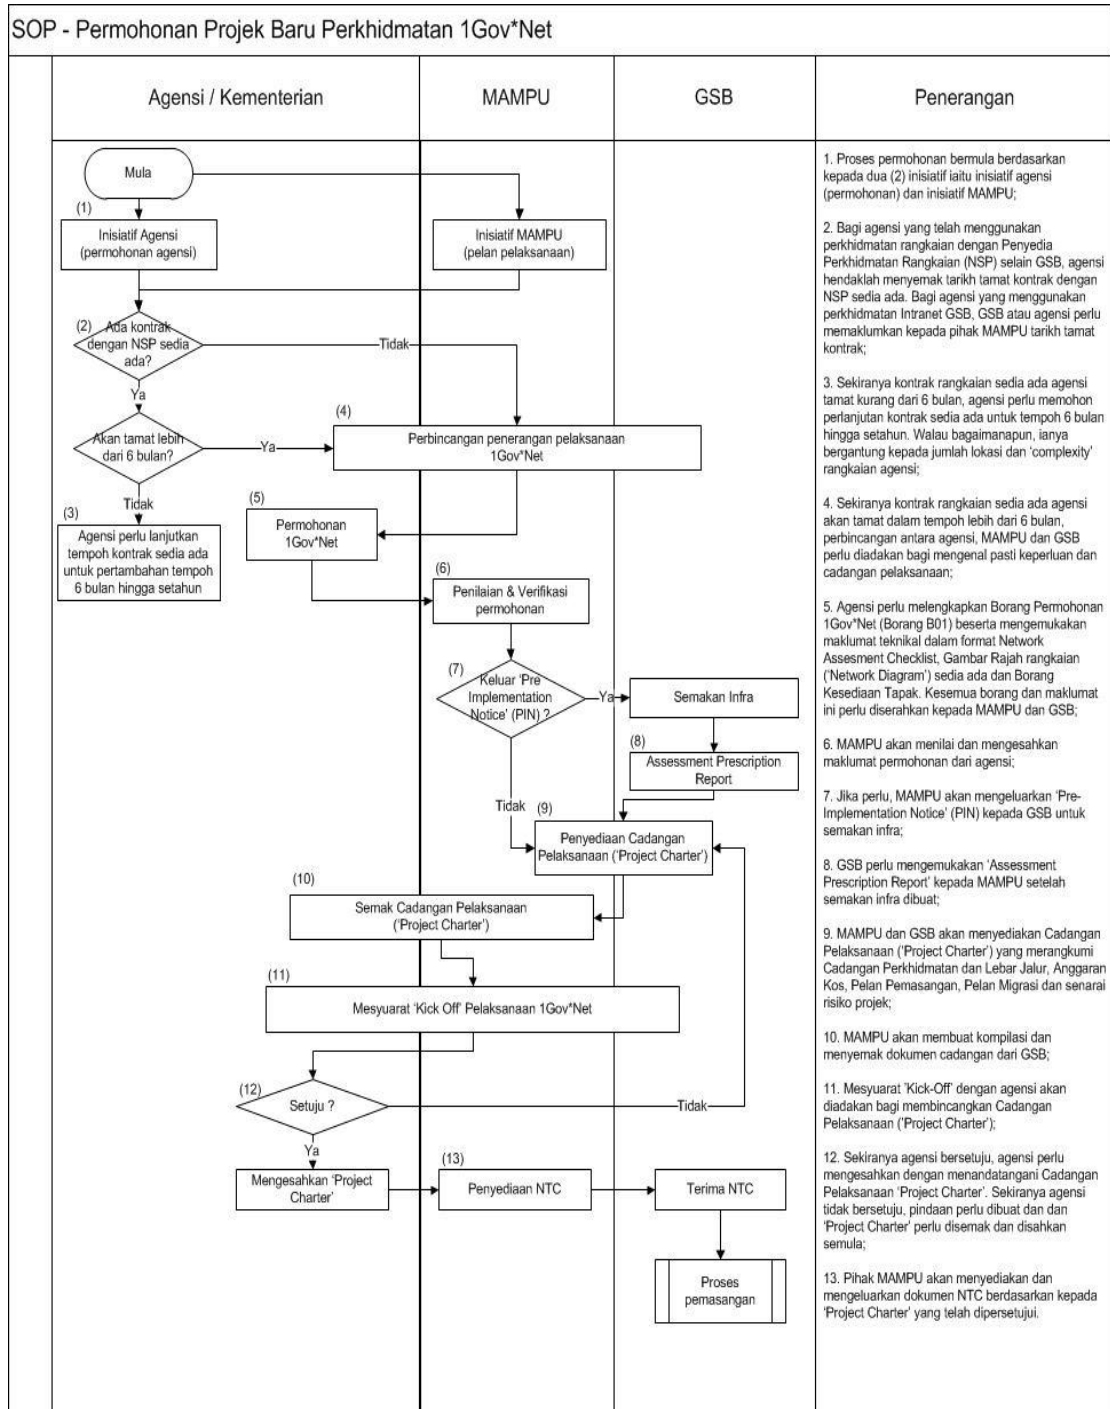 SOP - Permohonan Projek Baru Perkhidmatan 1Gov*Net
Agensi / Kementerian
MAMPU
GSB
Penerangan
Mula
(1)
Inisiatif Agensi
(permohonan agensi)
Inisiatif MAMPU
(pelan pelaksanaan)
(2)
Ada kontrak
dengan NSP sedia
ada?
Tidak
Ya
Akan tamat lebih
dari 6 bulan?
Ya
(4)
Perbincangan penerangan pelaksanaan
1Gov*Net
Tidak
(3)
Agensi perlu lanjutkan
tempoh kontrak sedia ada
untuk pertambahan tempoh
6 bulan hingga setahun
(5)
Permohonan
1Gov*Net
(6)
Penilaian & Verifikasi
permohonan
(7)
Keluar ‘Pre
Implementation
Notice’ (PIN) ?
Ya
Semakan Infra
(8)
Assessment Prescription
Report
Tidak
(9)
Penyediaan Cadangan
Pelaksanaan (‘Project Charter’)
(10)
Semak Cadangan Pelaksanaan
(‘Project Charter’)
(11)
Mesyuarat ‘Kick Off’ Pelaksanaan 1Gov*Net
(12)
Setuju ?
Tidak
Ya
Mengesahkan ‘Project
Charter’
(13)
Penyediaan NTC
Terima NTC
Proses
pemasangan
1. Proses permohonan bermula berdasarkan
kepada dua (2) inisiatif iaitu inisiatif agensi
(permohonan) dan inisiatif MAMPU;
2. Bagi agensi yang telah menggunakan
perkhidmatan rangkaian dengan Penyedia
Perkhidmatan Rangkaian (NSP) selain GSB, agensi
hendaklah menyemak tarikh tamat kontrak dengan
NSP sedia ada. Bagi agensi yang menggunakan
perkhidmatan Intranet GSB, GSB atau agensi perlu
memaklumkan kepada pihak MAMPU tarikh tamat
kontrak;
3. Sekiranya kontrak rangkaian sedia ada agensi
tamat kurang dari 6 bulan, agensi perlu memohon
perlanjutan kontrak sedia ada untuk tempoh 6 bulan
hingga setahun. Walau bagaimanapun, ianya
bergantung kepada jumlah lokasi dan ‘complexity’
rangkaian agensi;
4. Sekiranya kontrak rangkaian sedia ada agensi
akan tamat dalam tempoh lebih dari 6 bulan,
perbincangan antara agensi, MAMPU dan GSB
perlu diadakan bagi mengenal pasti keperluan dan
cadangan pelaksanaan;
5. Agensi perlu melengkapkan Borang Permohonan
1Gov*Net (Borang B01) beserta mengemukakan
maklumat teknikal dalam format Network
Assesment Checklist, Gambar Rajah rangkaian
(‘Network Diagram’) sedia ada dan Borang
Kesediaan Tapak. Kesemua borang dan maklumat
ini perlu diserahkan kepada MAMPU dan GSB;
6. MAMPU akan menilai dan mengesahkan
maklumat permohonan dari agensi;
7. Jika perlu, MAMPU akan mengeluarkan ‘Pre-
Implementation Notice’ (PIN) kepada GSB untuk
semakan infra;
8. GSB perlu mengemukakan ‘Assessment
Prescription Report’ kepada MAMPU setelah
semakan infra dibuat;
9. MAMPU dan GSB akan menyediakan Cadangan
Pelaksanaan (‘Project Charter’) yang merangkumi
Cadangan Perkhidmatan dan Lebar Jalur, Anggaran
Kos, Pelan Pemasangan, Pelan Migrasi dan senarai
risiko projek;
10. MAMPU akan membuat kompilasi dan
menyemak dokumen cadangan dari GSB;
11. Mesyuarat ’Kick-Off’ dengan agensi akan
diadakan bagi membincangkan Cadangan
Pelaksanaan (’Project Charter’);
12. Sekiranya agensi bersetuju, agensi perlu
mengesahkan dengan menandatangani Cadangan
Pelaksanaan ‘Project Charter’. Sekiranya agensi
tidak bersetuju, pindaan perlu dibuat dan dan
‘Project Charter’ perlu disemak dan disahkan
semula;
13. Pihak MAMPU akan menyediakan dan
mengeluarkan dokumen NTC berdasarkan kepada
‘Project Charter’ yang telah dipersetujui.